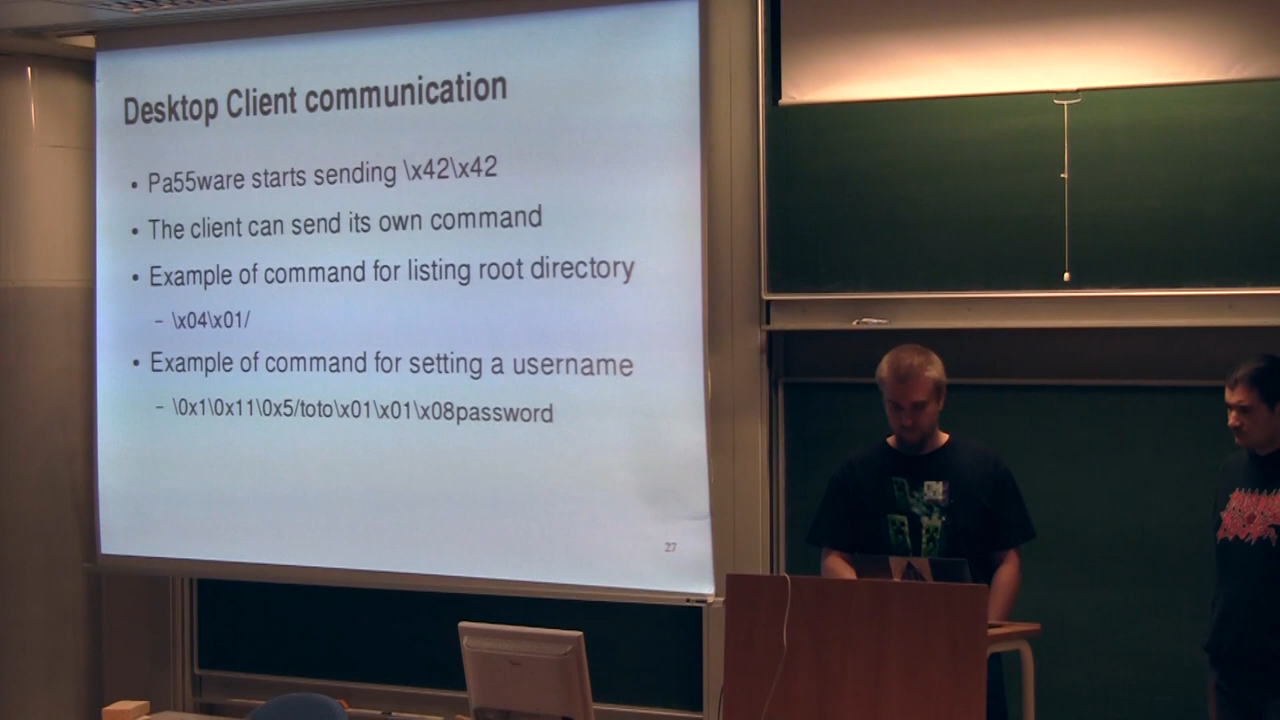 Desktop Client communication
• Pa55ware starts sending \x42\x42
• The client can send its own command
• Example of command for listing root directory
– \x04\x01/
• Example of command for setting a username
– \0x1\0x11\0x5/toto\x01\x01\x08password
27